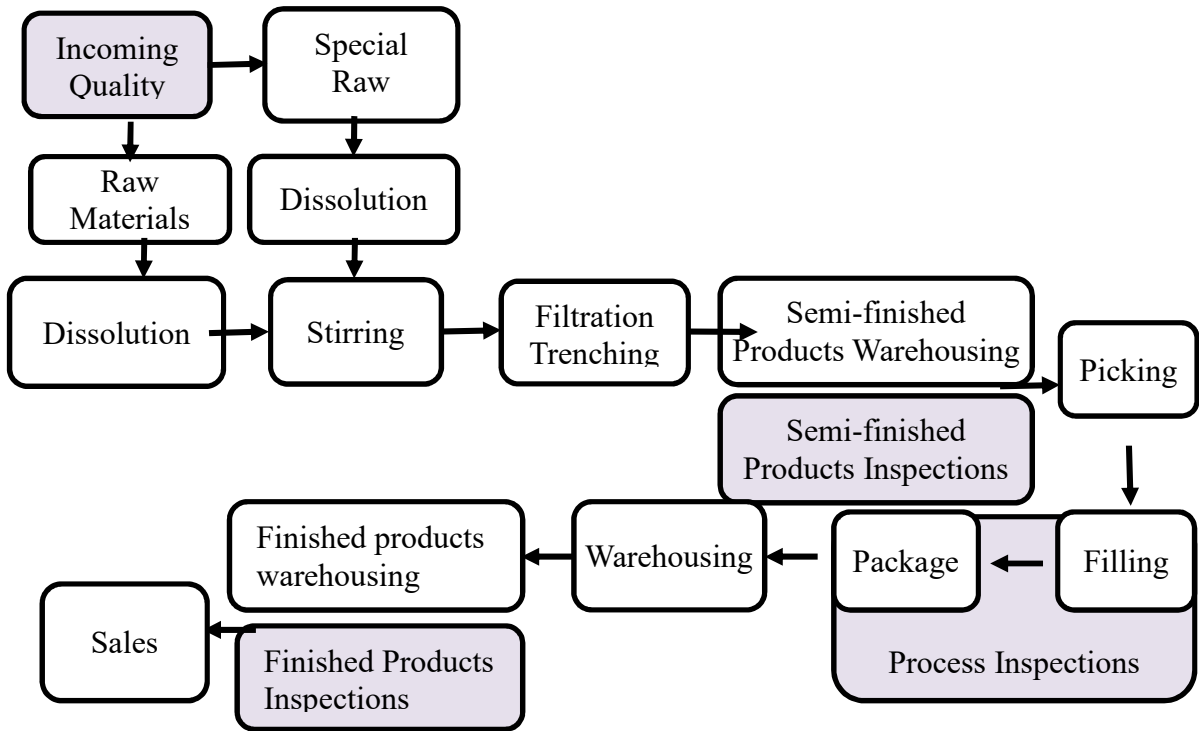 Incoming
Quality
Special
Raw
Raw
Materials
Dissolution
Dissolution
Stirring
Filtration
Trenching
Semi-finished
Products Warehousing
Picking
Semi-finished
Products Inspections
Filling
Package
Process Inspections
Warehousing
Finished products
warehousing
Finished Products
Inspections
Sales